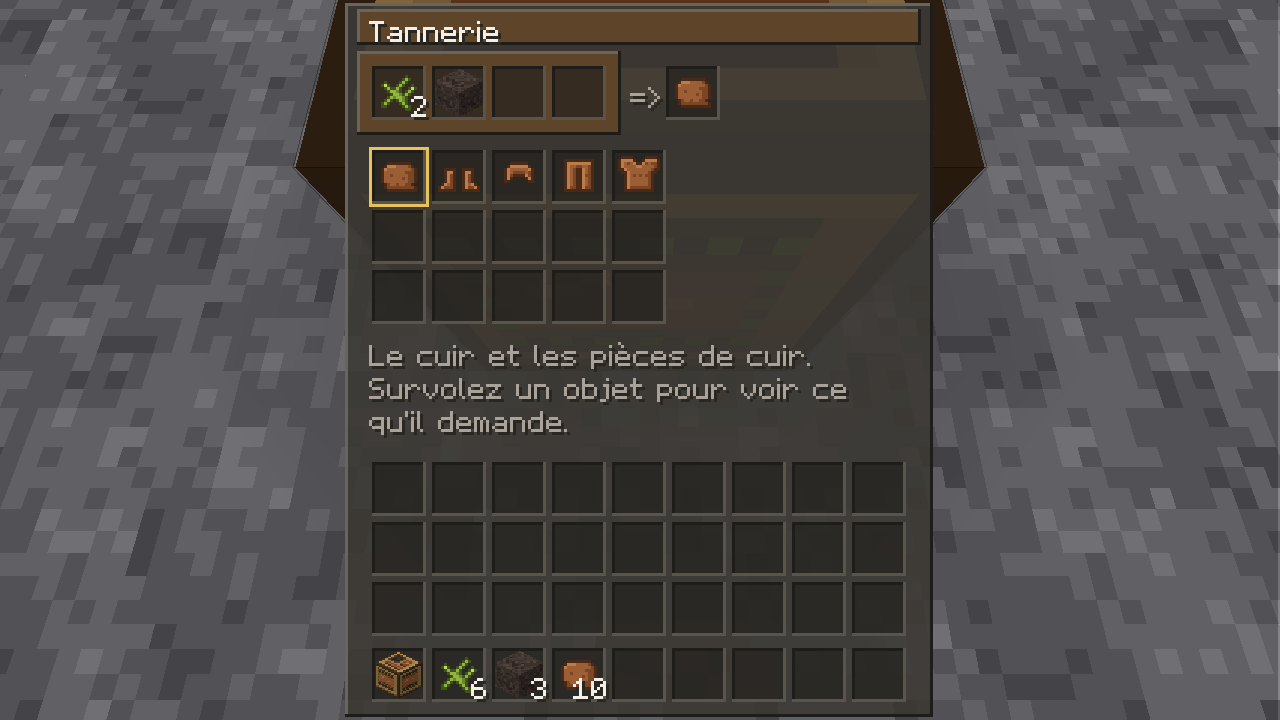 Tannerie
2
=>
Le cuir et les pièces de cuir.
Survolez un objet pour voir ce
qu'il demande.
6 3 10